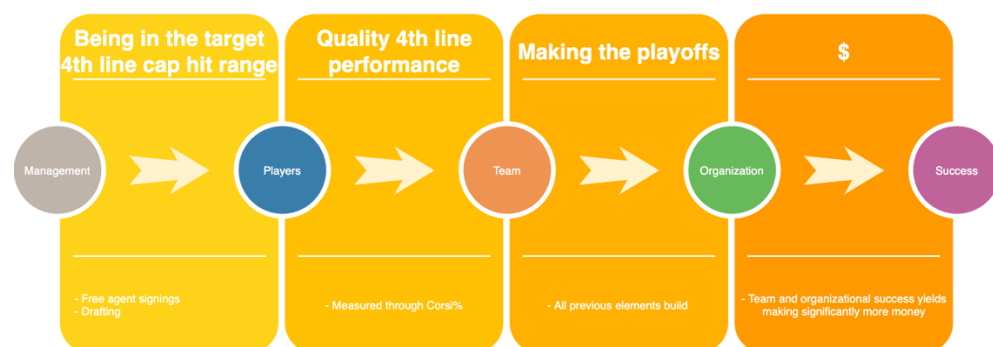 Being in the target
4th line cap hit range
Quality 4th line
performance
Making the playoffs
$
Management
Players
Team
Organization
Success
- Free agent signings
- Drafting
- Measured through Corsi%
- All previous elements build
- Team and organizational success yields
making significantly more money